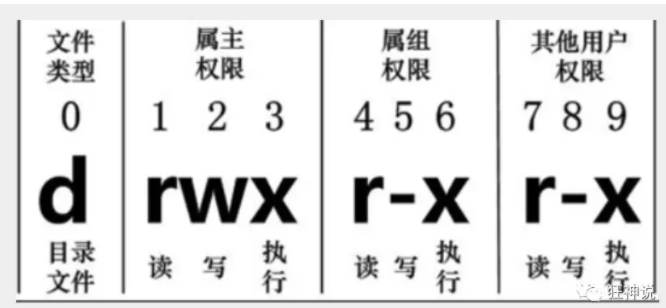 文件 属主 属组 其他用户
类型 权限 权限 权限
0 1 2 3 4 5 6 7 8 9
d rwx r-x r-x
目录 读 写 执行 读 写 执行 读 写 执行
文件
狂神说